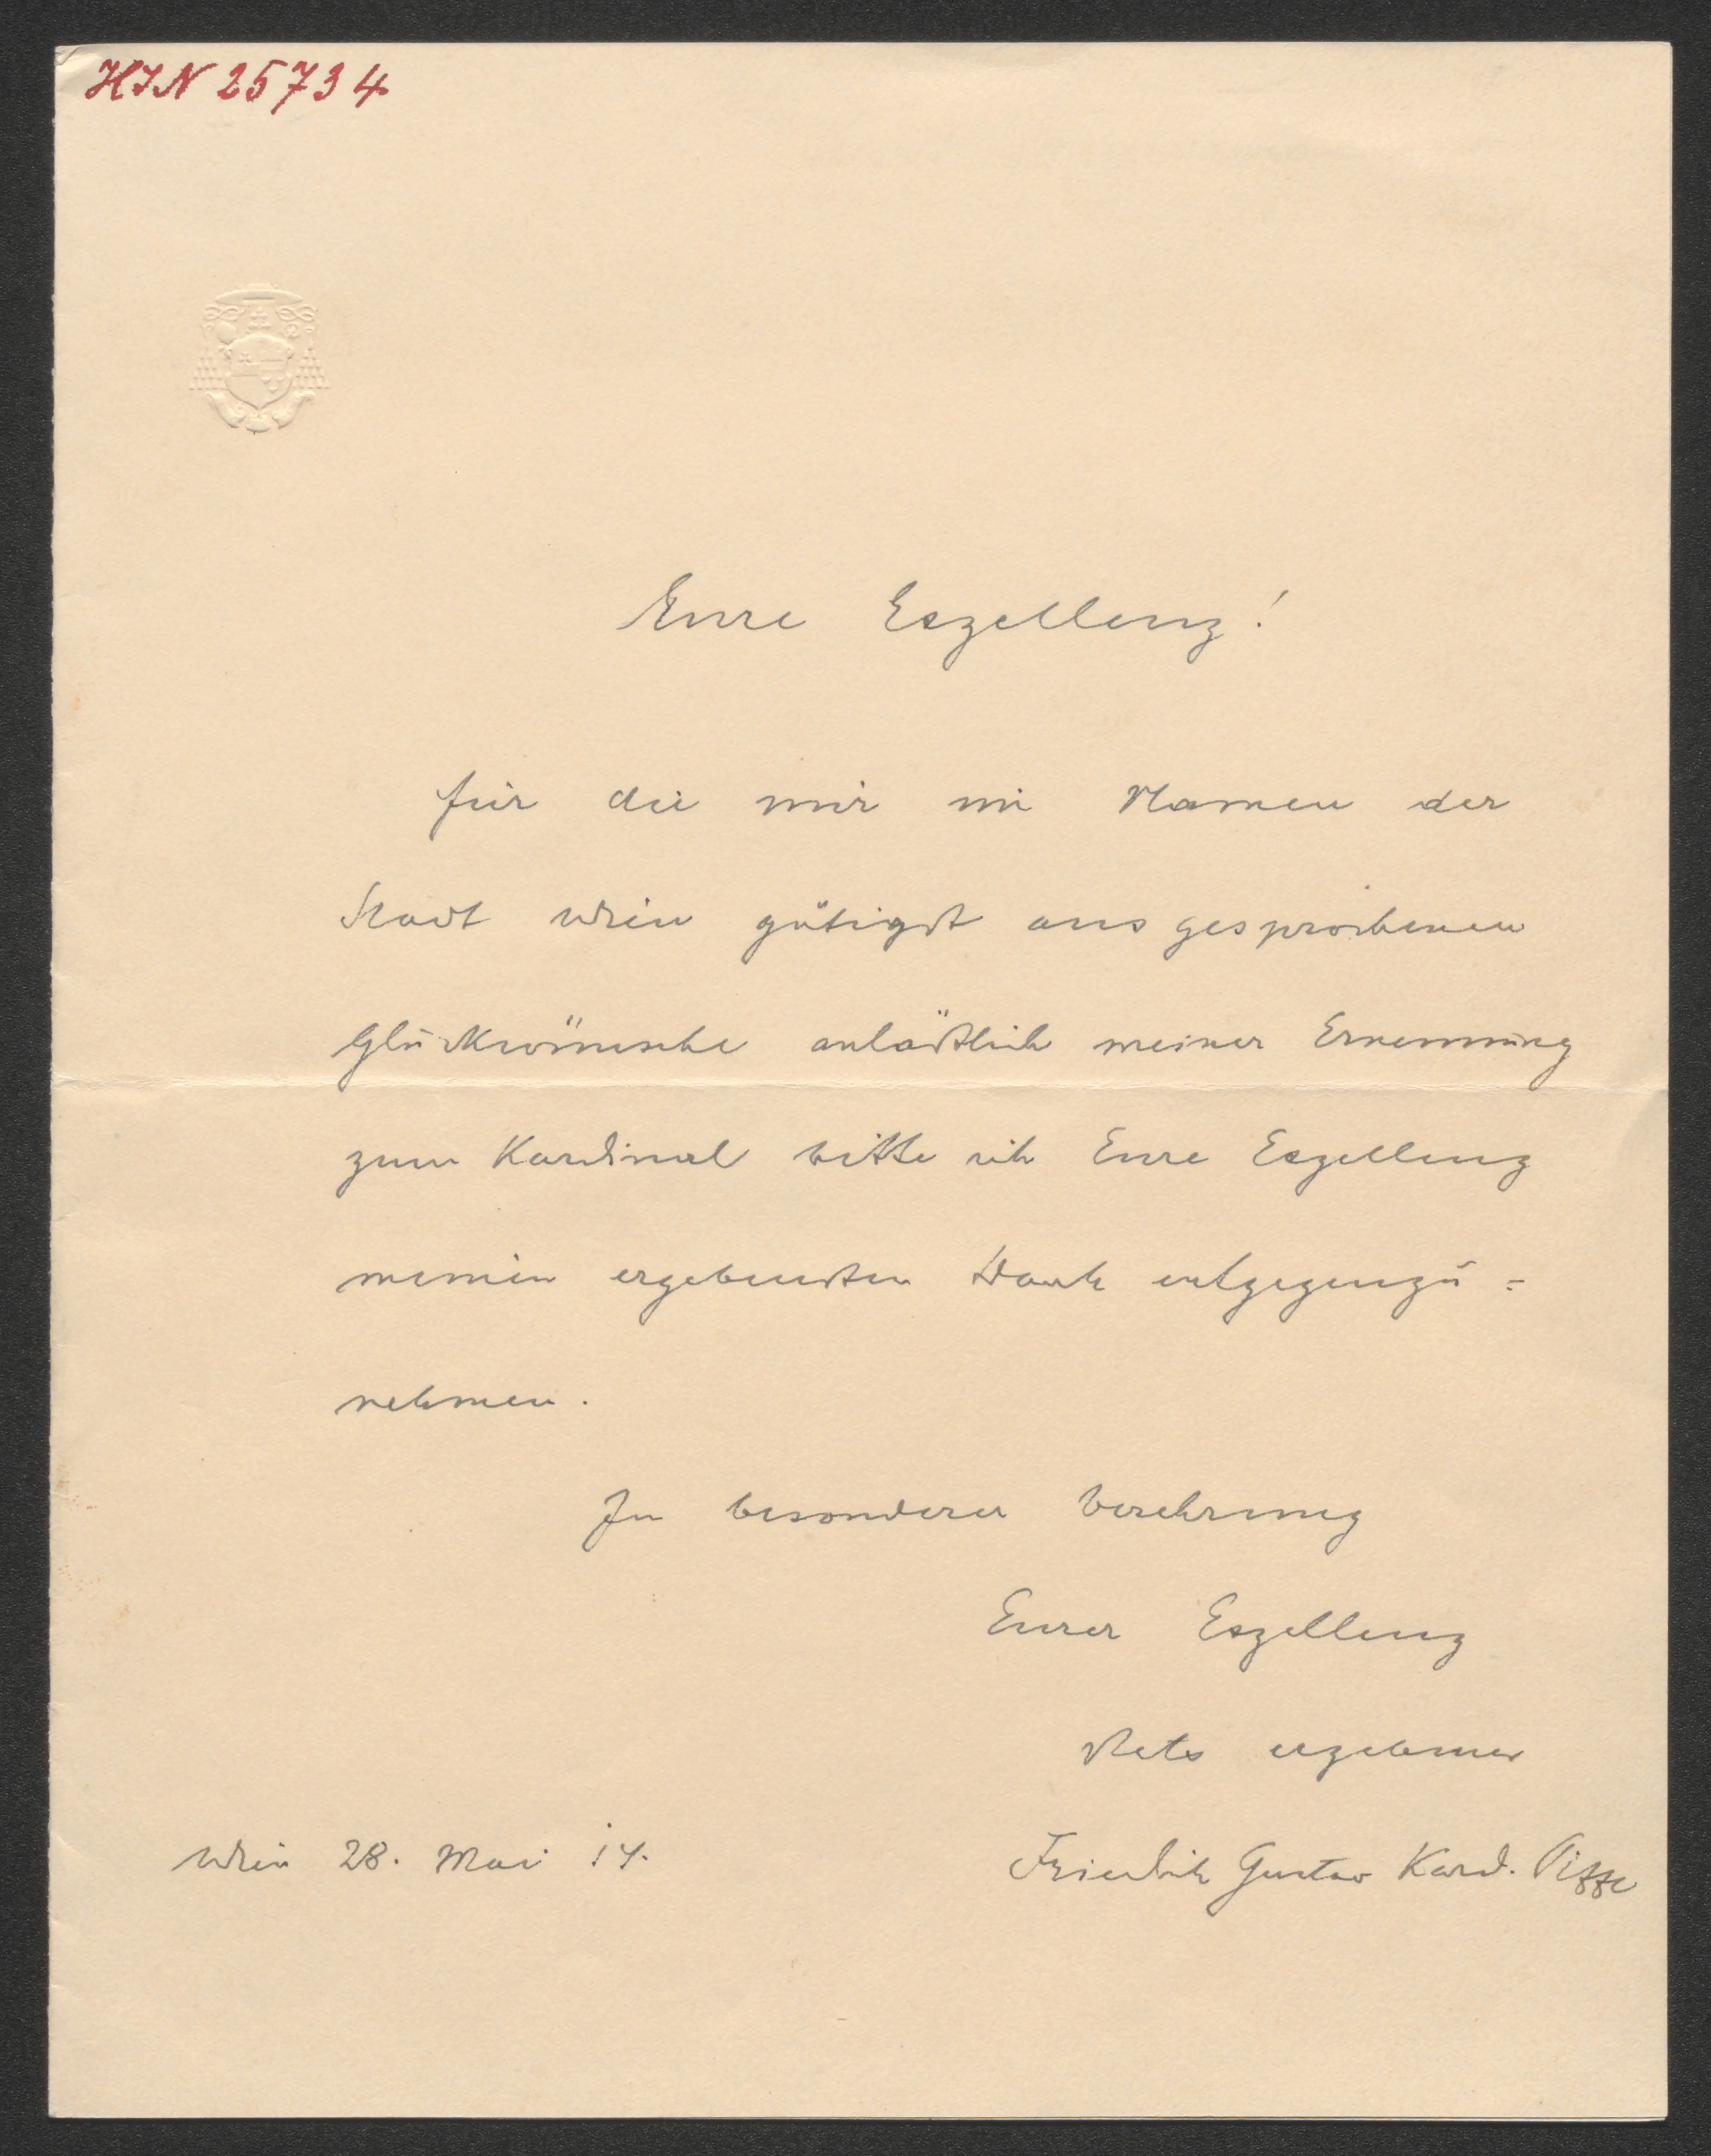 HIN 25734
Eure Exzellenz!
für die mir im Namen der
Stadt Wien gütigst ausgesprochenen
Glückwünsche anläßlich meiner Ernennung
zum Kardinal bitte ich Eure Exzellenz
meinen ergebensten Dank entgegenzu=
nehmen.
In besonderer Verehrung
Eurer Exzellenz
stets ergebener
Wien 28. Mai 14.
Friedrich Gustav Kard. Piffl